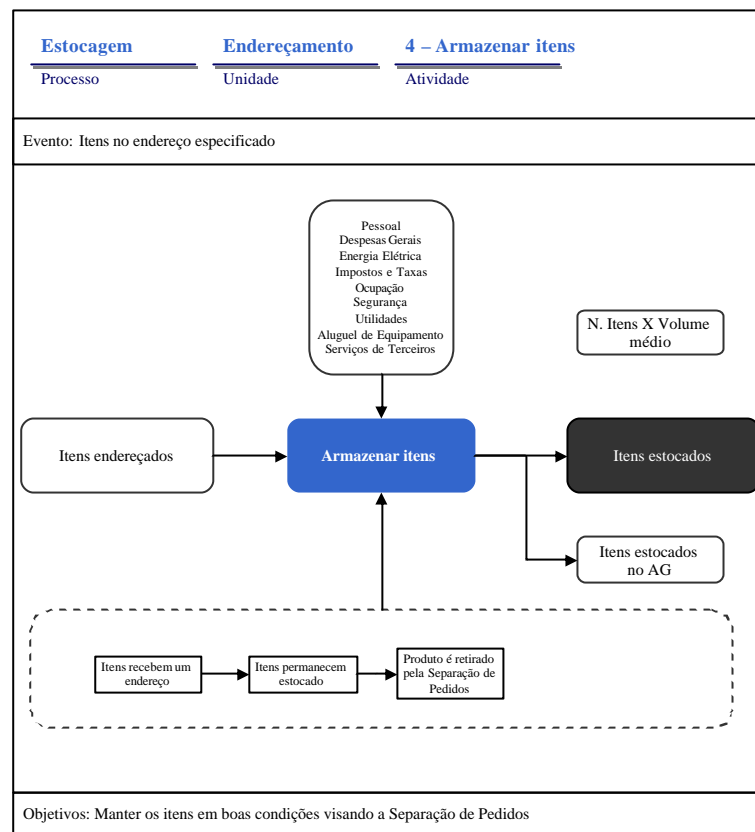 Estocagem
Endereçamento
4 – Armazenar itens
Processo
Unidade
Atividade
Evento: Itens no endereço especificado
Pessoal
Despesas Gerais
Energia Elétrica
Impostos e Taxas
Ocupação
Segurança
Utilidades
Aluguel de Equipamento
Serviços de Terceiros
N. Itens X Volume
médio
Itens endereçados
Armazenar itens
Itens estocados
Itens estocados
no AG
Itens recebem um
endereço
Itens permanecem
estocado
Produto é retirado
pela Separação de
Pedidos
Objetivos: Manter os itens em boas condições visando a Separação de Pedidos